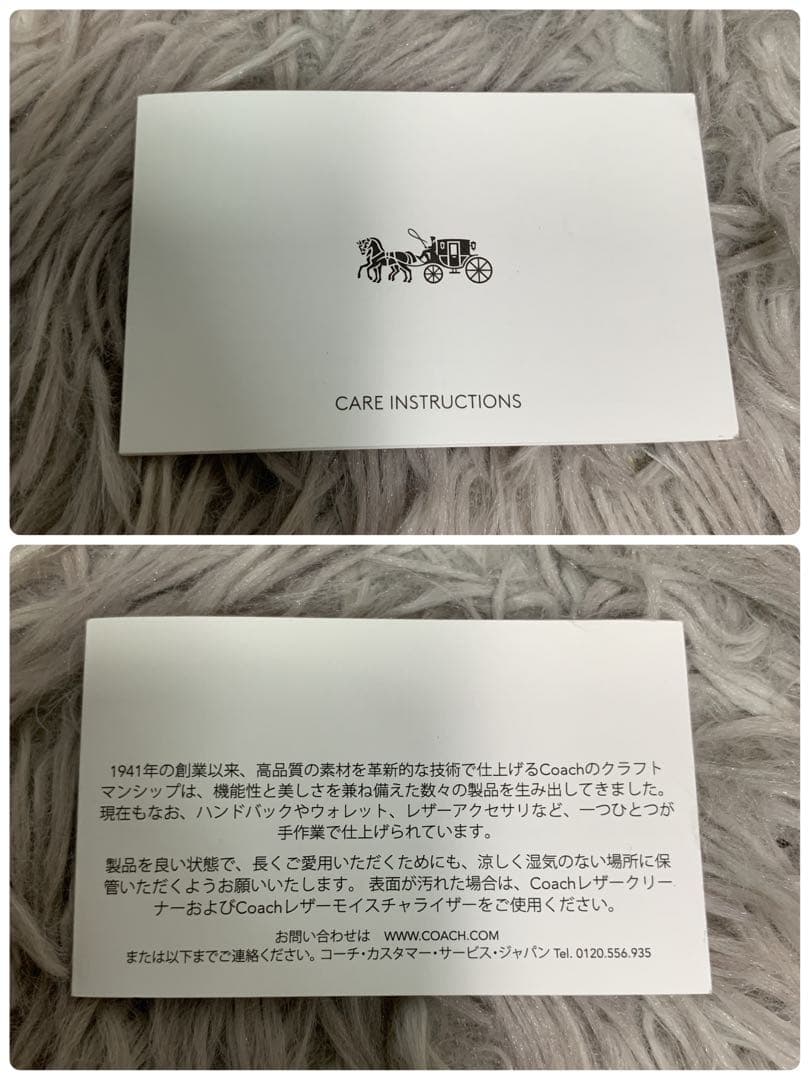 CARE INSTRUCTIONS
1941年の創業以来、高品質の素材を革新的な技術で仕上げるCoachのクラフト
マンシップは、機能性と美しさを兼ね備えた数々の製品を生み出してきました。
現在もなお、ハンドバックやウォレット、レザーアクセサリなど、一つひとつが
手作業で仕上げられています。
製品を良い状態で、長くご愛用いただくためにも、涼しく湿気のない場所に保
管いただくようお願いいたします。 表面が汚れた場合は、Coachレザークリー
ナーおよびCoachレザーモイスチャライザーをご使用ください。
お問い合わせは WWW.COACH.COM
または以下までご連絡ください。コーチ・カスタマー・サービス・ジャパン Tel. 0120.556.935